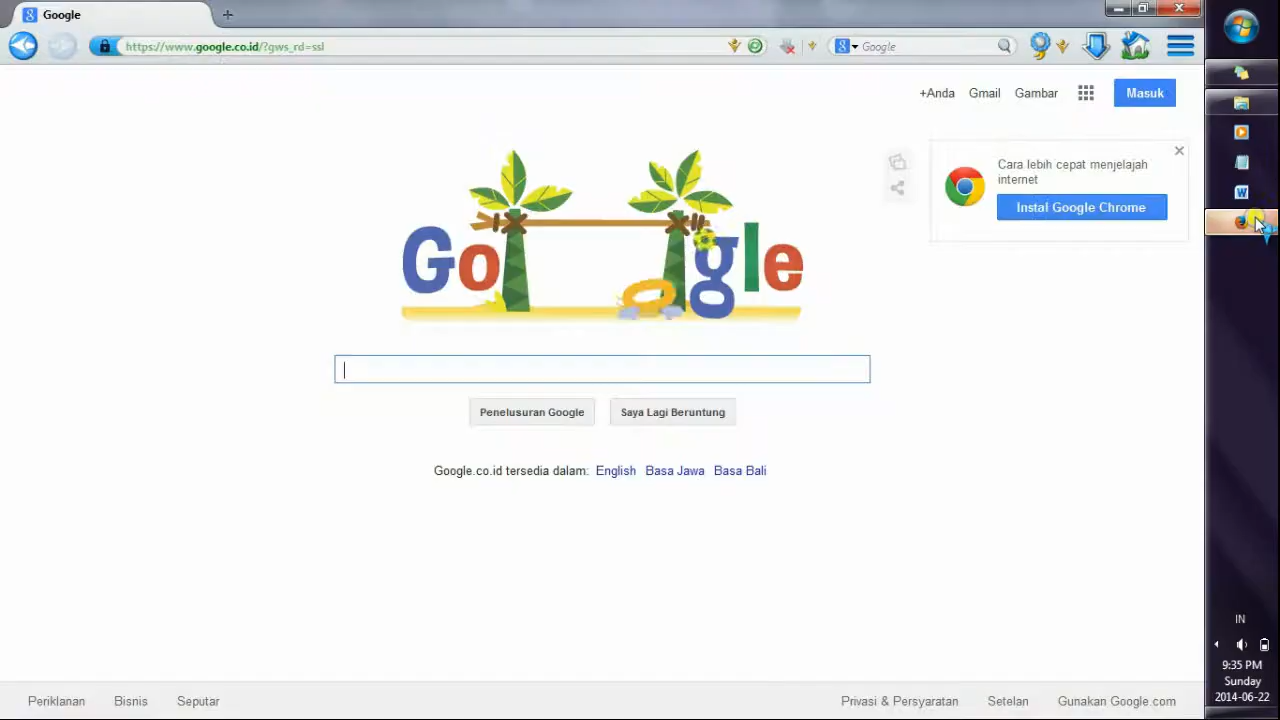 Google
https://www.google.co.id/?gws_rd=ssl
Google
+Anda Gmail Gambar Masuk
Cara lebih cepat menjelajah
internet
Instal Google Chrome
Go gle
Penelusuran Google Saya Lagi Beruntung
Google.co.id tersedia dalam: English Basa Jawa Basa Bali
IN
9:35 PM
Sunday
2014-06-22
Periklanan Bisnis Seputar Privasi & Persyaratan Setelan Gunakan Google.com